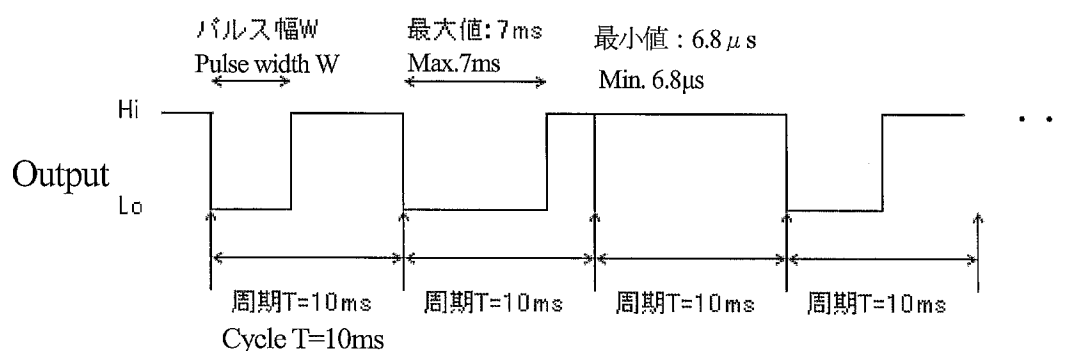 パルス幅W
Pulse width W
最大値:7ms
Max.7ms
最小値：6.8μs
Min. 6.8μs
Hi
Output
Lo
周期T=10ms
周期T=10ms
周期T=10ms
周期T=10ms
Cycle T=10ms